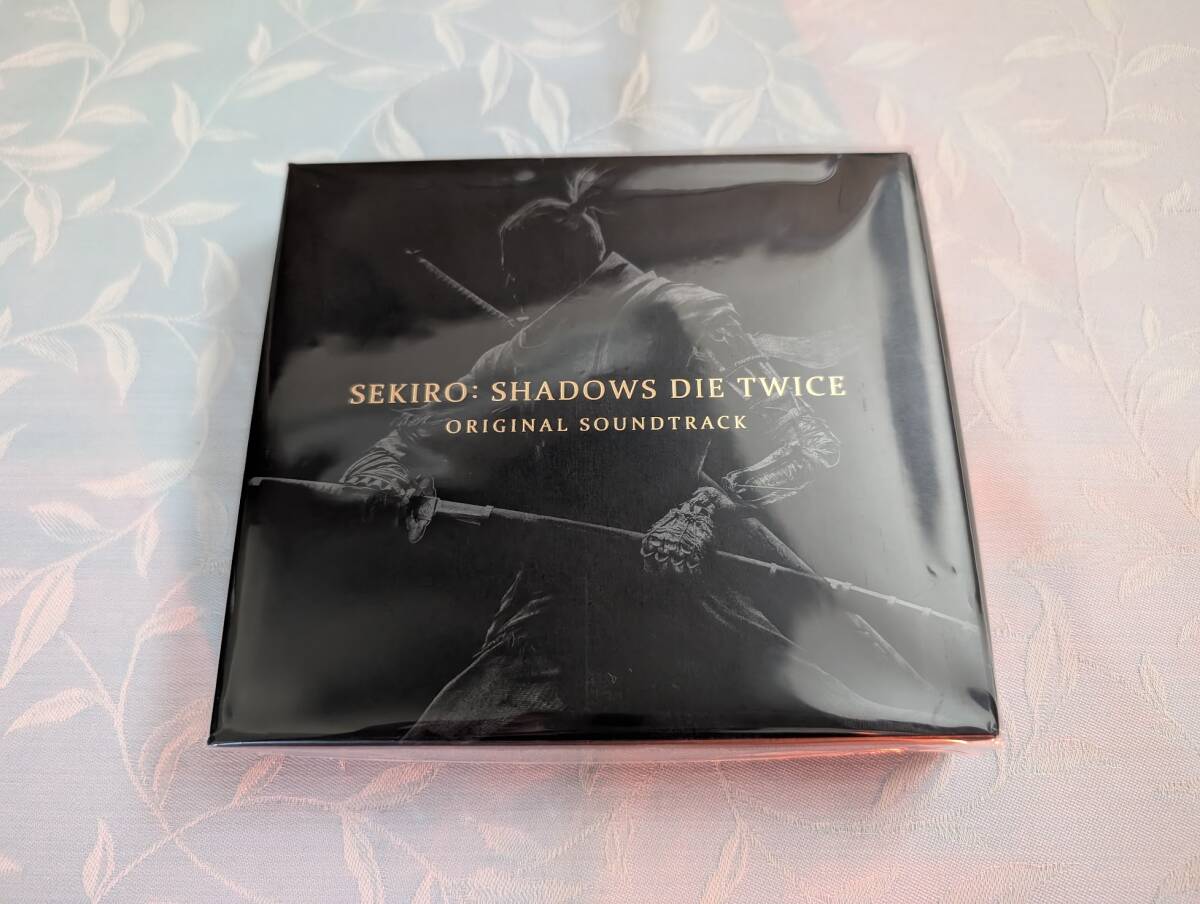 SEKIRO: SHADOWS DIE TWICE
ORIGINAL SOUNDTRACK